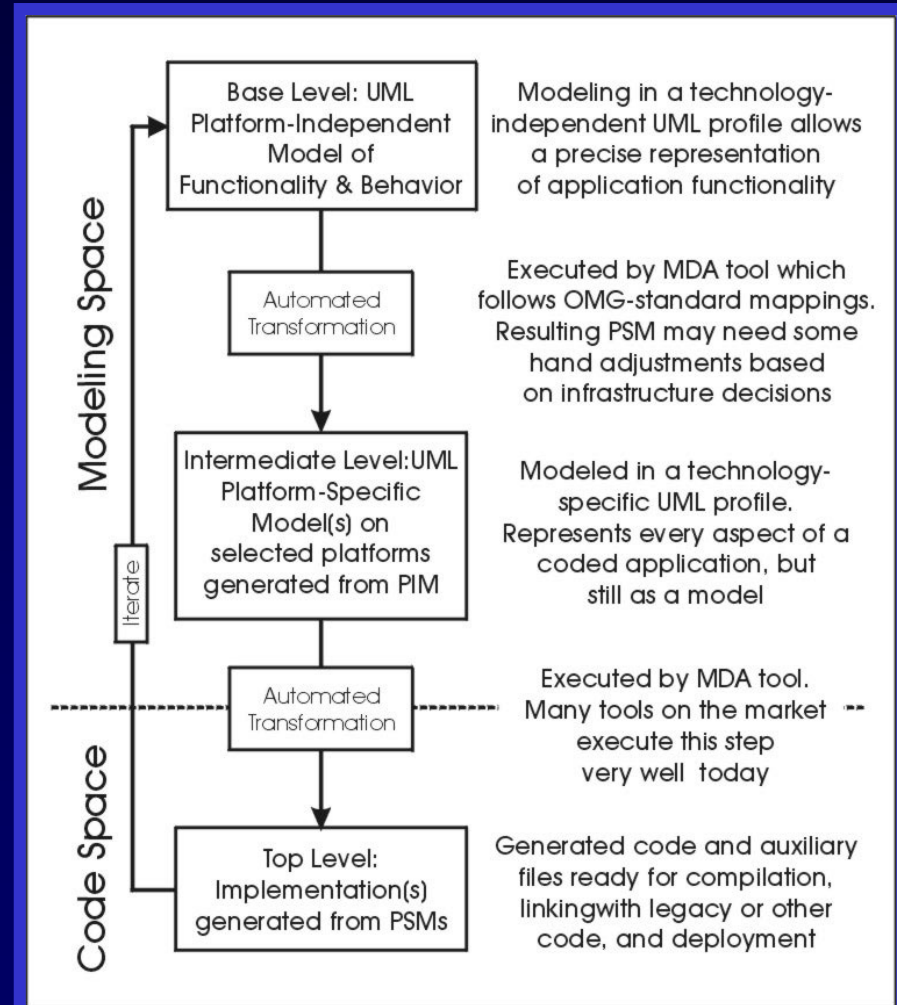 Base Level: UML
Platform-Independent
Model of
Functionality & Behavior
Modeling in a technology-
independent UML profile allows
a precise representation
of application functionality
Modeling Space
Automated
Transformation
Executed by MDA tool which
follows OMG-standard mappings.
Resulting PSM may need some
hand adjustments based
on infrastructure decisions
Intermediate Level:UML
Platform-Specific
Model(s) on
selected platforms
generated from PIM
Modeled in a technology-
specific UML profile.
Represents every aspect of a
coded application, but
still as a model
Iterate
Automated
Transformation
Executed by MDA tool.
Many tools on the market
execute this step
very well today
Code Space
Top Level:
Implementation(s)
generated from PSMs
Generated code and auxiliary
files ready for compilation,
linkingwith legacy or other
code, and deployment